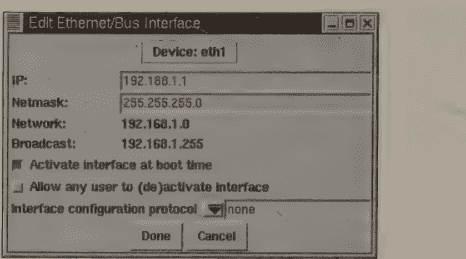 Edit Ethernet/Bus Interface
Device: eth1
IP: 192.168.1.1
Netmask: 255.255.255.0
Network: 192.168.1.0
Broadcast: 192.168.1.255
Activate interface at boot time
Allow any user to (de)activate interface
Interface configuration protocol none
Done Cancel